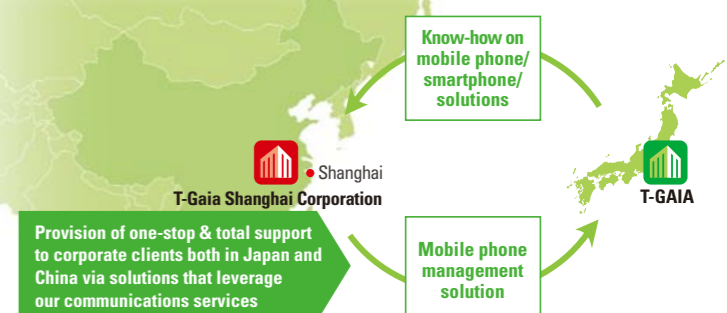 Know-how on
mobile phone/
smartphone/
solutions
Shanghai
T-Gaia Shanghai Corporation
T-GAIA
Provision of one-stop & total support
to corporate clients both in Japan and
China via solutions that leverage
our communications services
Mobile phone
management
solution